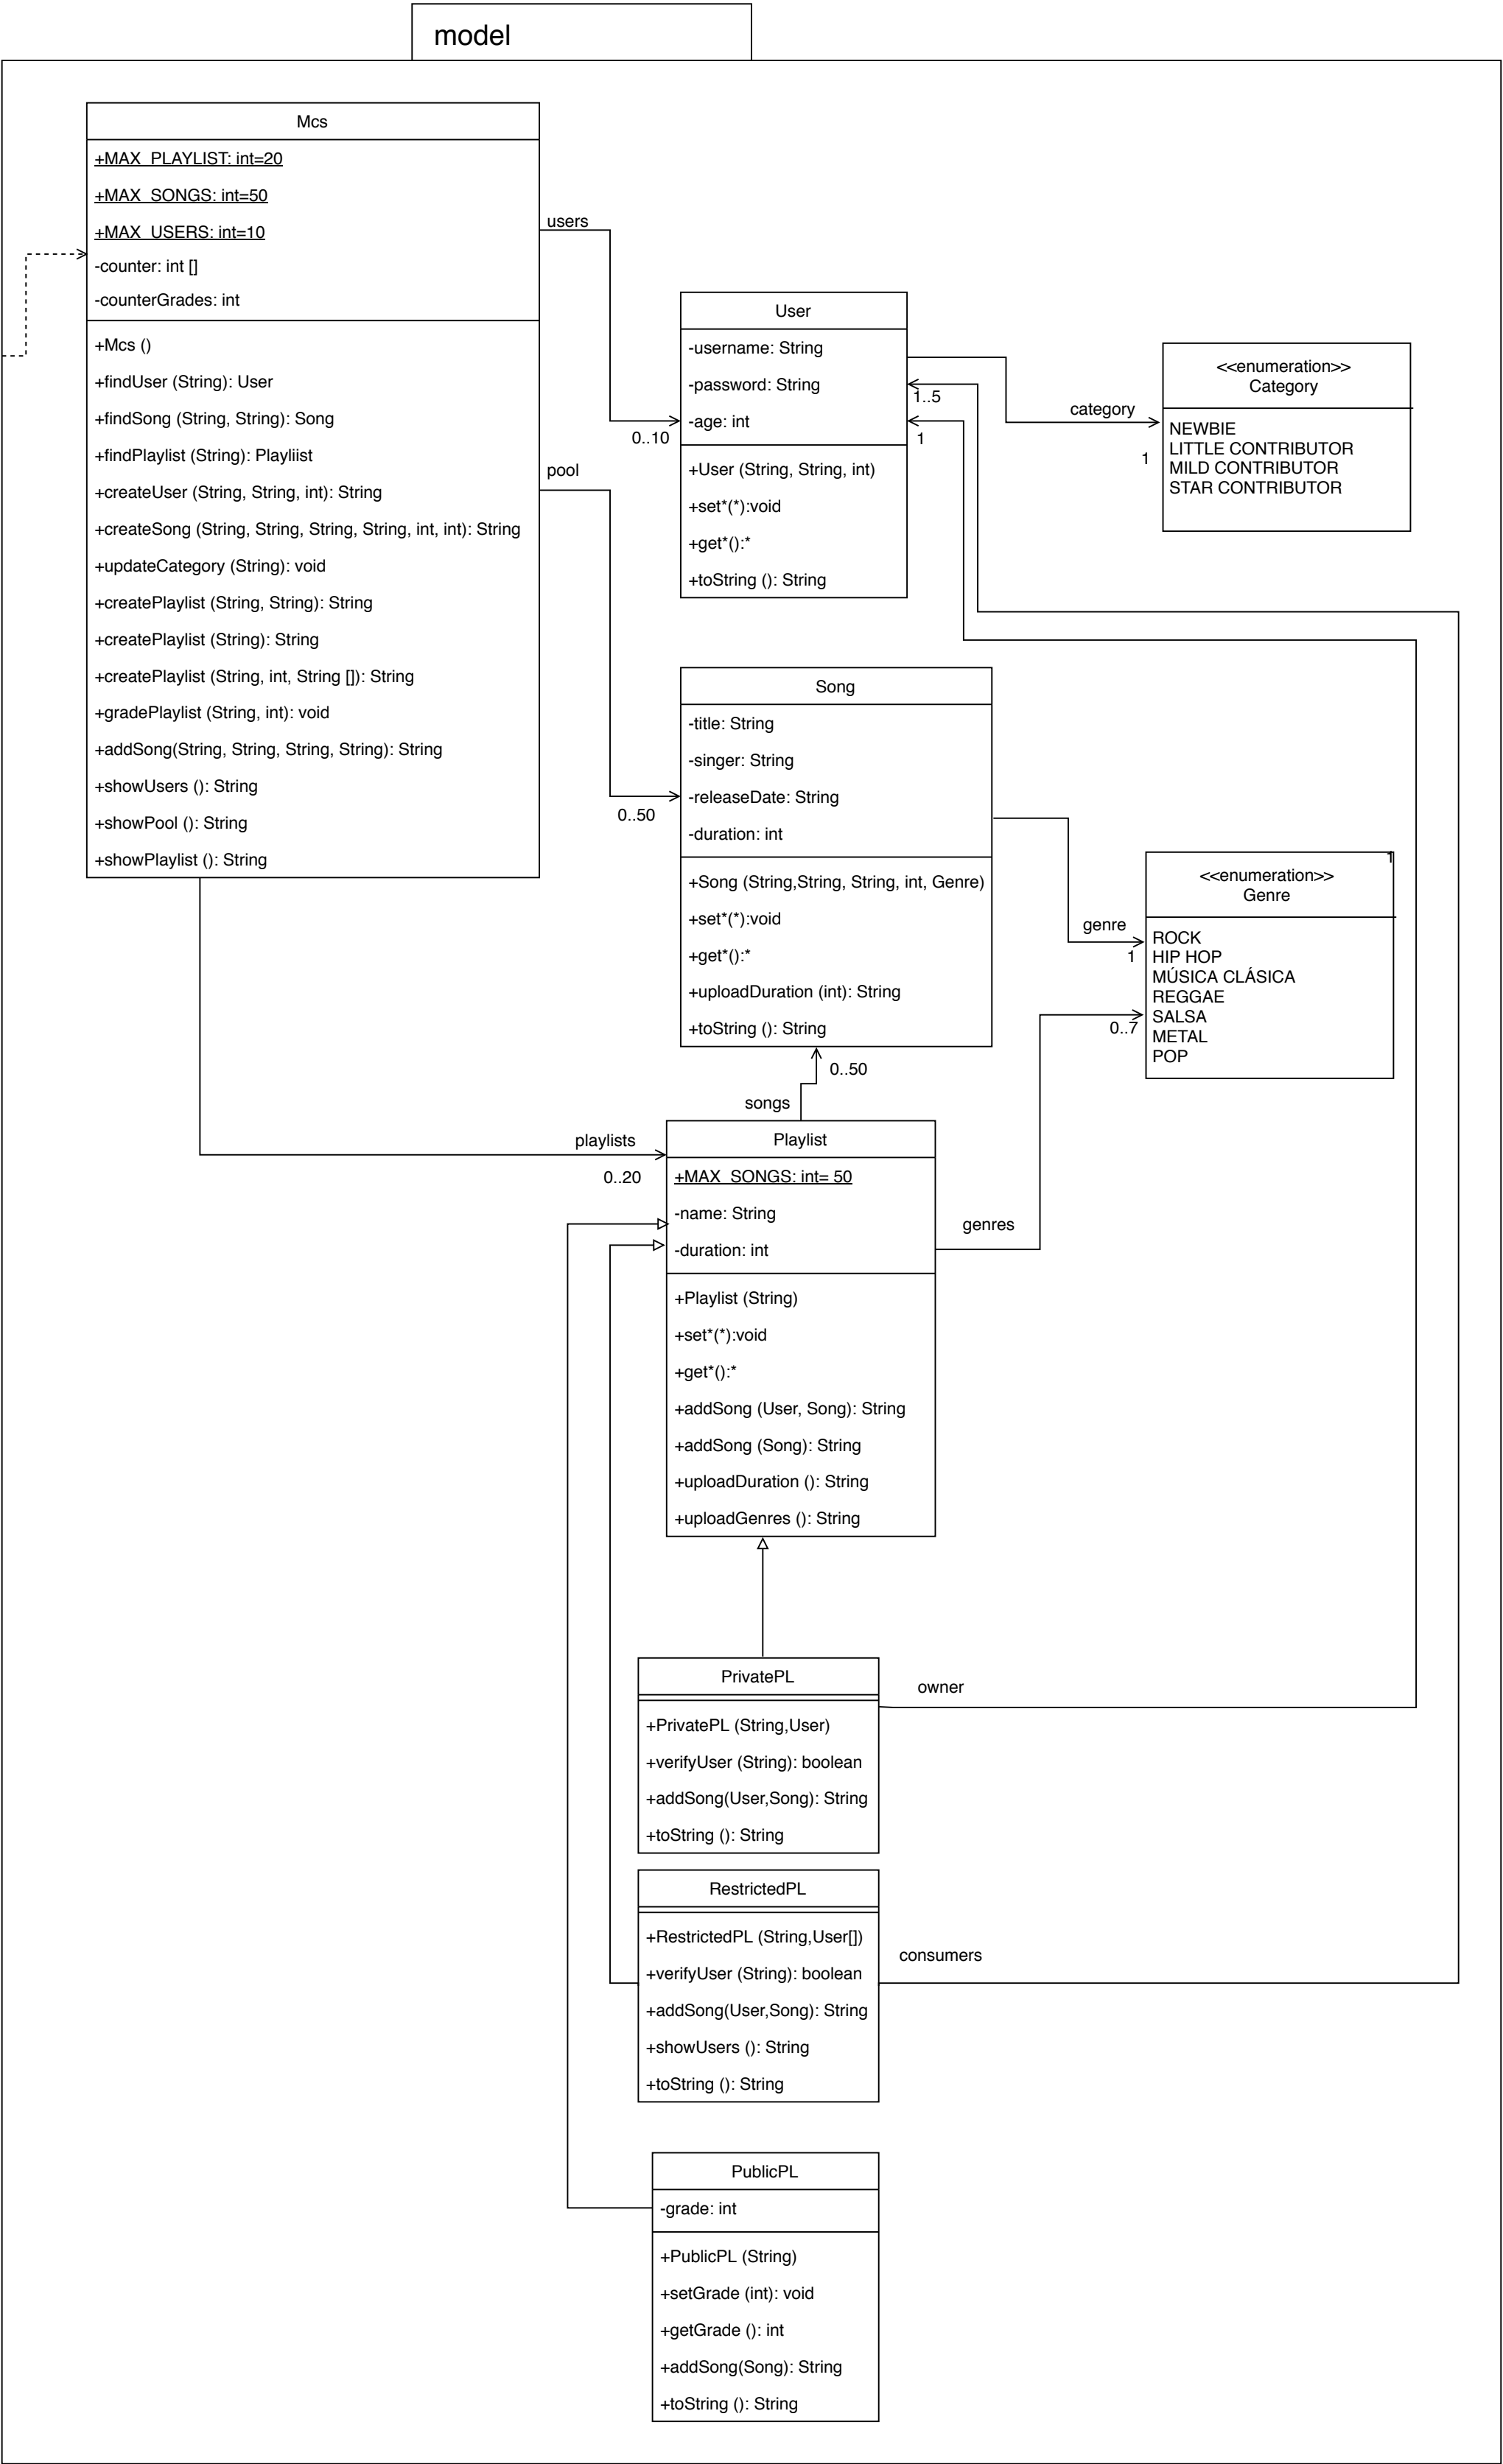 model
Mcs
+MAX_PLAYLIST: int=20
+MAX_SONGS: int=50
+MAX_USERS: int=10
-counter: int []
-counterGrades: int
+Mcs ()
+findUser (String): User
+findSong (String, String): Song
+findPlaylist (String): Playliist
+createUser (String, String, int): String
+createSong (String, String, String, String, int, int): String
+updateCategory (String): void
+createPlaylist (String, String): String
+createPlaylist (String): String
+createPlaylist (String, int, String []): String
+gradePlaylist (String, int): void
+addSong(String, String, String, String): String
+showUsers (): String
+showPool (): String
+showPlaylist (): String
users
0..10
pool
0..50
playlists
0..20
User
-username: String
-password: String
-age: int
+User (String, String, int)
+set*(*):void
+get*():*
+toString (): String
1..5
1
category
1
<<enumeration>>
Category
NEWBIE
LITTLE CONTRIBUTOR
MILD CONTRIBUTOR
STAR CONTRIBUTOR
Song
-title: String
-singer: String
-releaseDate: String
-duration: int
+Song (String,String, String, int, Genre)
+set*(*):void
+get*():*
+uploadDuration (int): String
+toString (): String
genre
1
0..7
1
<<enumeration>>
Genre
ROCK
HIP HOP
MÚSICA CLÁSICA
REGGAE
SALSA
METAL
POP
0..50
songs
Playlist
+MAX_SONGS: int= 50
-name: String
-duration: int
+Playlist (String)
+set*(*):void
+get*():*
+addSong (User, Song): String
+addSong (Song): String
+uploadDuration (): String
+uploadGenres (): String
genres
PrivatePL
+PrivatePL (String,User)
+verifyUser (String): boolean
+addSong(User,Song): String
+toString (): String
owner
RestrictedPL
+RestrictedPL (String,User[])
+verifyUser (String): boolean
+addSong(User,Song): String
+showUsers (): String
+toString (): String
consumers
PublicPL
-grade: int
+PublicPL (String)
+setGrade (int): void
+getGrade (): int
+addSong(Song): String
+toString (): String